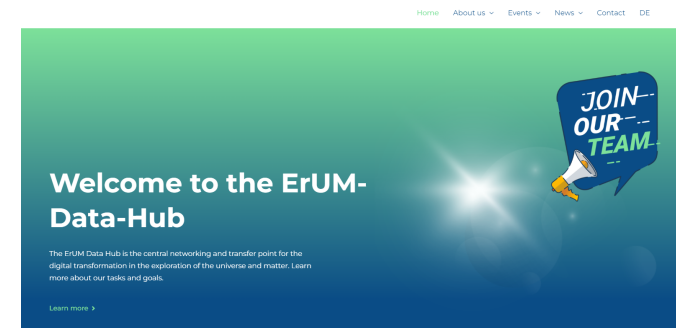 Home About us Events News Contact DE
JOIN
OUR
TEAM
Welcome to the ErUM-
Data-Hub
The ErUM Data Hub is the central networking and transfer point for the
digital transformation in the exploration of the universe and matter. Learn
more about our tasks and goals.
Learn more